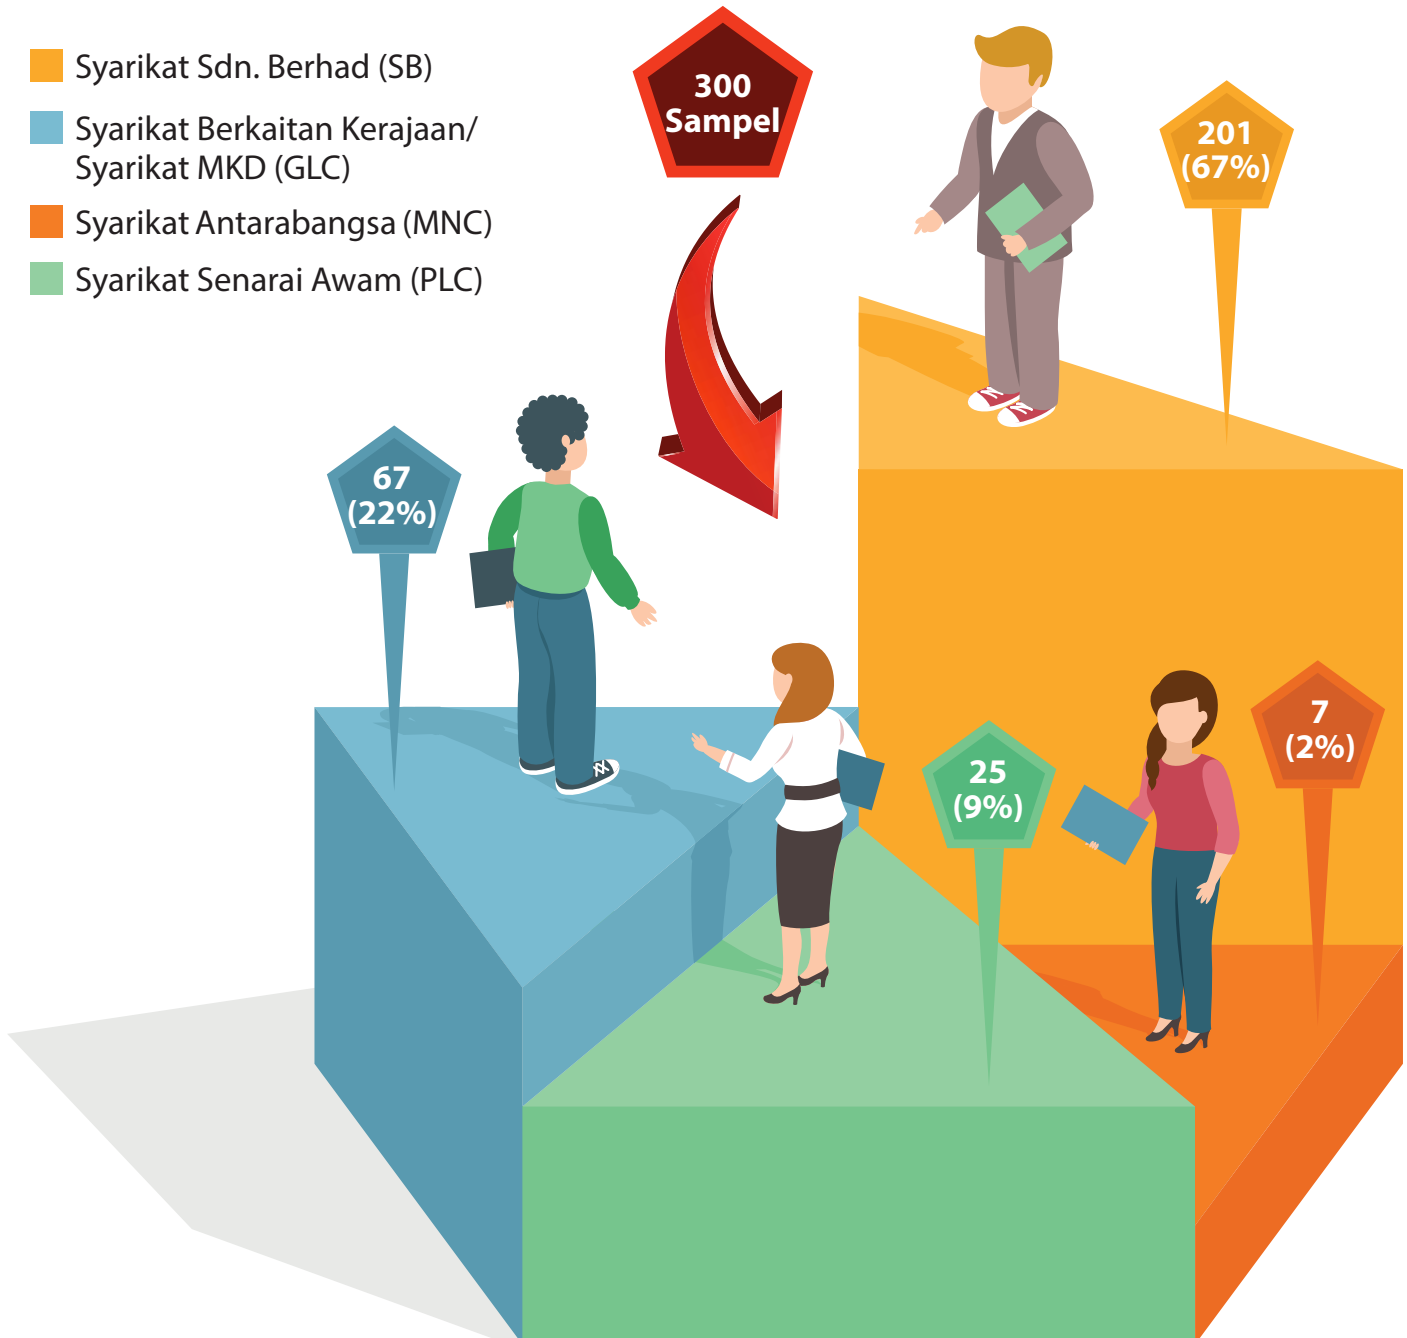 Syarikat Sdn. Berhad (SB)
Syarikat Berkaitan Kerajaan/
Syarikat MKD (GLC)
Syarikat Antarabangsa (MNC)
Syarikat Senarai Awam (PLC)
300
Sampel
201
(67%)
67
(22%)
25
(9%)
7
(2%)